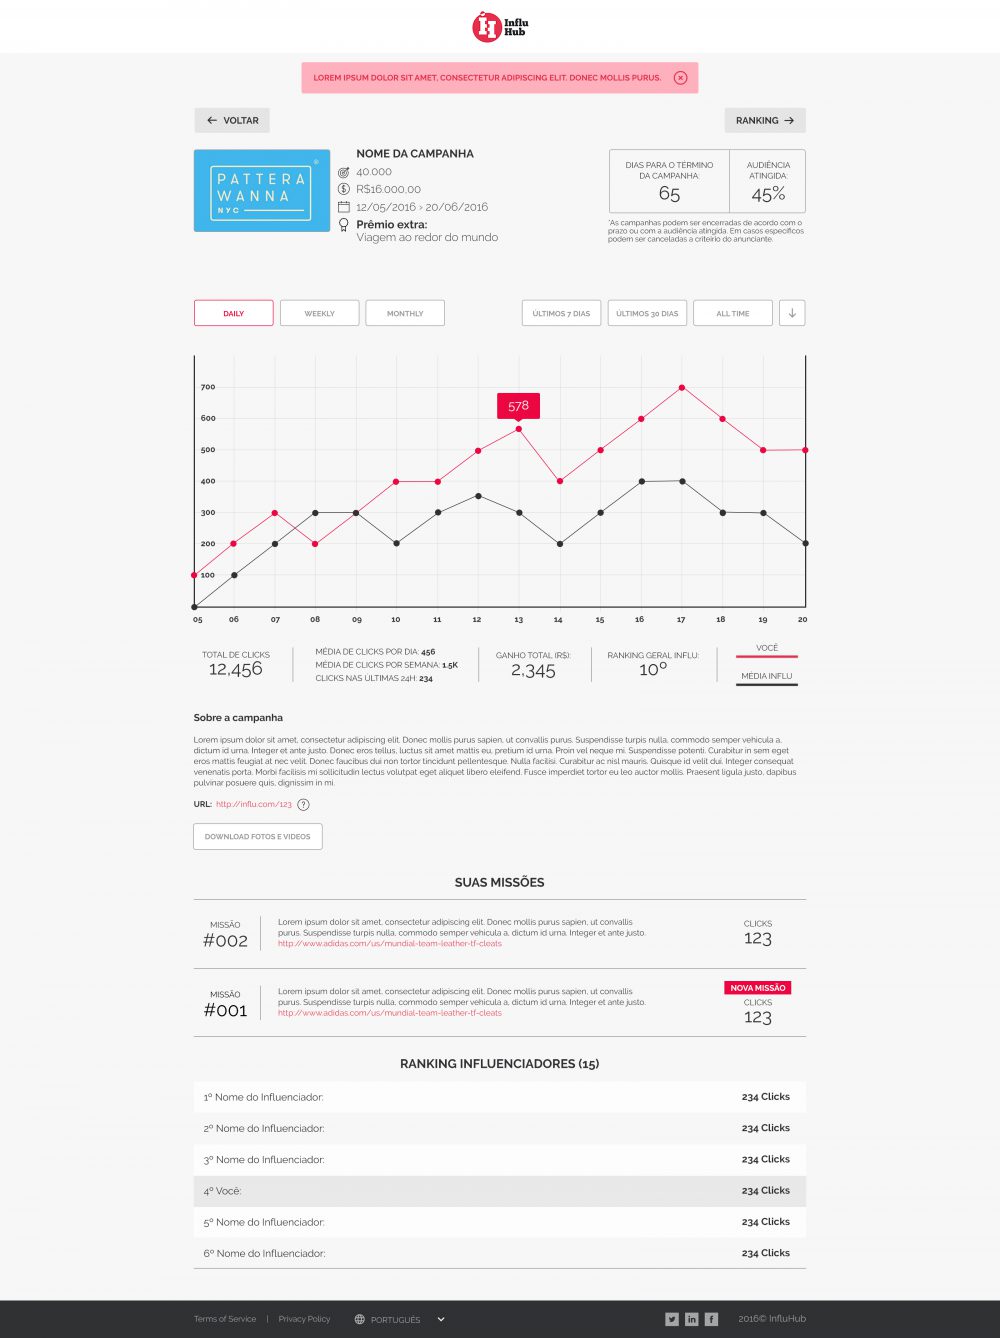 Influ
Hub
LOREM IPSUM DOLOR SIT AMET, CONSECTETUR ADIPISCING ELIT. DONEC MOLLIS PURUS.
VOLTAR
RANKING
PATTERA
WANNA
NYC
®
NOME DA CAMPANHA
40.000
R$16.000,00
12/05/2016 > 20/06/2016
Prêmio extra:
Viagem ao redor do mundo
DIAS PARA O TÉRMINO
DA CAMPANHA:
65
AUDIÊNCIA
ATINGIDA:
45%
*As campanhas podem ser encerradas de acordo com o
prazo ou com a audiência atingida. Em casos específicos
podem ser canceladas a criteirio do anunciante.
DAILY
WEEKLY
MONTHLY
ÚLTIMOS 7 DIAS
ÚLTIMOS 30 DIAS
ALL TIME
700
600
500
400
300
200
100
578
05 06 07 08 09 10 11 12 13 14 15 16 17 18 19 20
TOTAL DE CLICKS
12,456
MÉDIA DE CLICKS POR DIA: 456
MÉDIA DE CLICKS POR SEMANA: 1.5K
CLICKS NAS ÚLTIMAS 24H: 234
GANHO TOTAL (R$):
2,345
RANKING GERAL INFLU:
10º
VOCÊ
MÉDIA INFLU
Sobre a campanha
Lorem ipsum dolor sit amet, consectetur adipiscing elit. Donec mollis purus sapien, ut convallis purus. Suspendisse turpis nulla, commodo semper vehicula a,
dictum id urna. Integer et ante justo. Donec eros tellus, luctus sit amet mattis eu, pretium id urna. Proin vel neque mi. Suspendisse potenti. Curabitur in sem eget
eros mattis feugiat at nec velit. Donec faucibus dui non tortor tincidunt pellentesque. Nulla facilisi. Curabitur ac nisl mauris. Quisque id velit dui. Integer consequat
venenatis porta. Morbi facilisis mi sollicitudin lectus volutpat eget aliquet libero eleifend. Fusce imperdiet tortor eu leo auctor mollis. Praesent ligula justo, dapibus
pulvinar posuere quis, dignissim in mi.
URL: http://influ.com/123 ?
DOWNLOAD FOTOS E VIDEOS
SUAS MISSÕES
MISSÃO
#002
Lorem ipsum dolor sit amet, consectetur adipiscing elit. Donec mollis purus sapien, ut convallis
purus. Suspendisse turpis nulla, commodo semper vehicula a, dictum id urna. Integer et ante justo.
http://www.adidas.com/us/mundial-team-leather-tf-cleats
CLICKS
123
MISSÃO
#001
Lorem ipsum dolor sit amet, consectetur adipiscing elit. Donec mollis purus sapien, ut convallis
purus. Suspendisse turpis nulla, commodo semper vehicula a, dictum id urna. Integer et ante justo.
http://www.adidas.com/us/mundial-team-leather-tf-cleats
NOVA MISSÃO
CLICKS
123
RANKING INFLUENCIADORES (15)
1º Nome do Influenciador: 234 Clicks
2º Nome do Influenciador: 234 Clicks
3º Nome do Influenciador: 234 Clicks
4º Você: 234 Clicks
5º Nome do Influenciador: 234 Clicks
6º Nome do Influenciador: 234 Clicks
Terms of Service | Privacy Policy PORTUGUÊS 2016© InfluHub